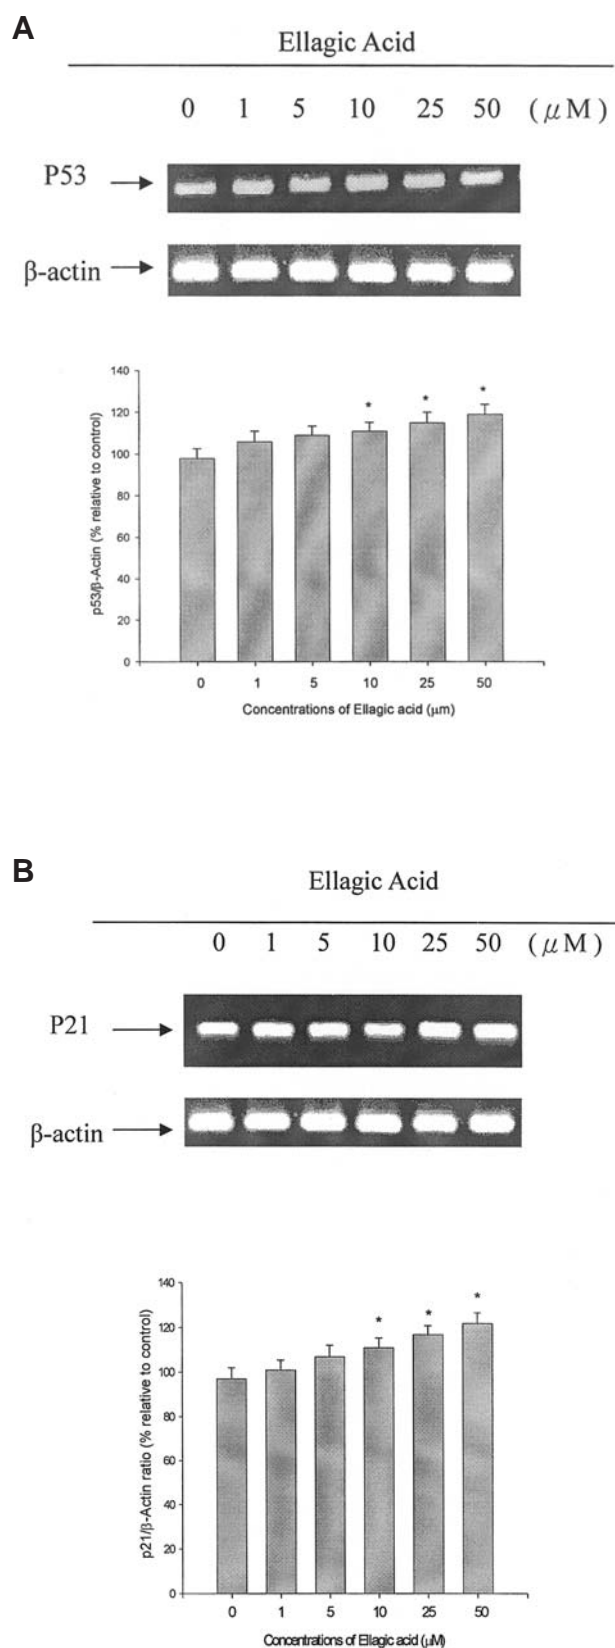 A
Ellagic Acid
0 1 5 10 25 50 (μM)
P53
β-actin
140
120
100
80
60
40
20
0
p53/β-Actin (% relative to control)
* * *
0 1 5 10 25 50
Concentrations of Ellagic acid (μm)
B
Ellagic Acid
0 1 5 10 25 50 (μM)
P21
β-actin
140
120
100
80
60
40
20
0
p21/β-Actin ratio (% relative to control)
* * *
0 1 5 10 25 50
Concentrations of Ellagic acid (μM)